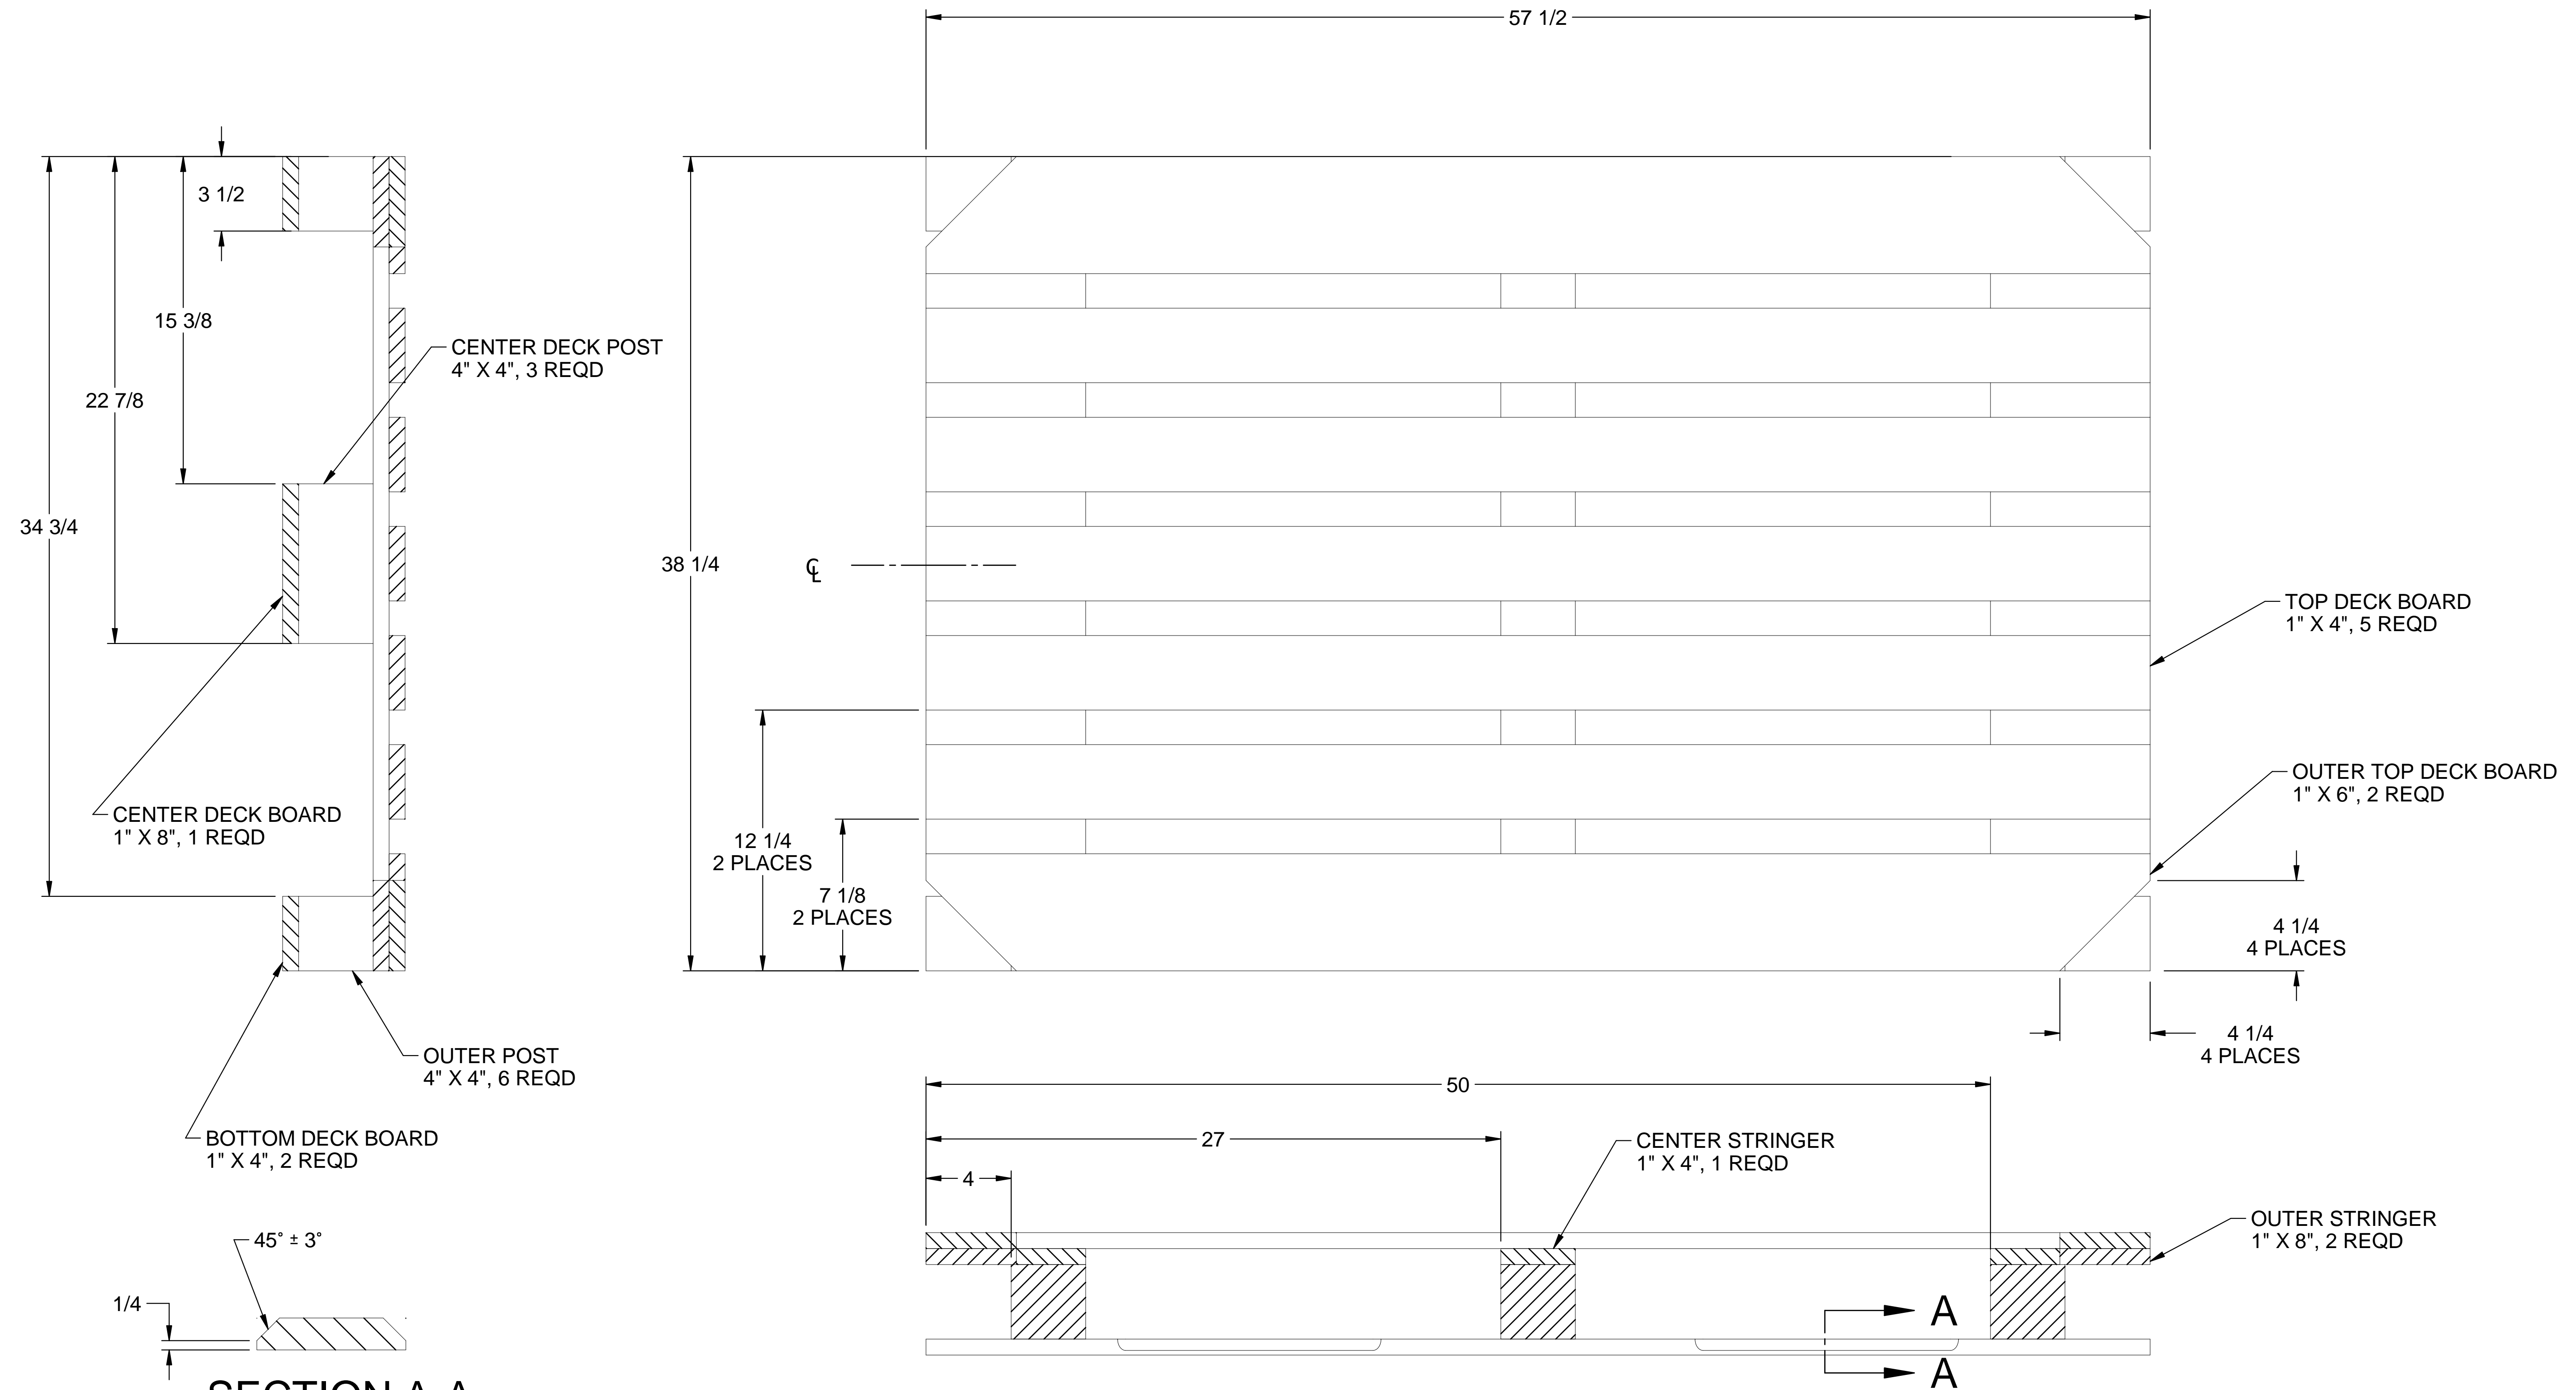 57 1/2
3 1/2
15 3/8
CENTER DECK POST
4" X 4", 3 REQD
22 7/8
34 3/4
38 1/4
℄
TOP DECK BOARD
1" X 4", 5 REQD
OUTER TOP DECK BOARD
1" X 6", 2 REQD
CENTER DECK BOARD
1" X 8", 1 REQD
12 1/4
2 PLACES
7 1/8
2 PLACES
4 1/4
4 PLACES
4 1/4
4 PLACES
OUTER POST
4" X 4", 6 REQD
BOTTOM DECK BOARD
1" X 4", 2 REQD
50
27
4
CENTER STRINGER
1" X 4", 1 REQD
OUTER STRINGER
1" X 8", 2 REQD
45° ± 3°
1/4
A
A
SECTION A-A